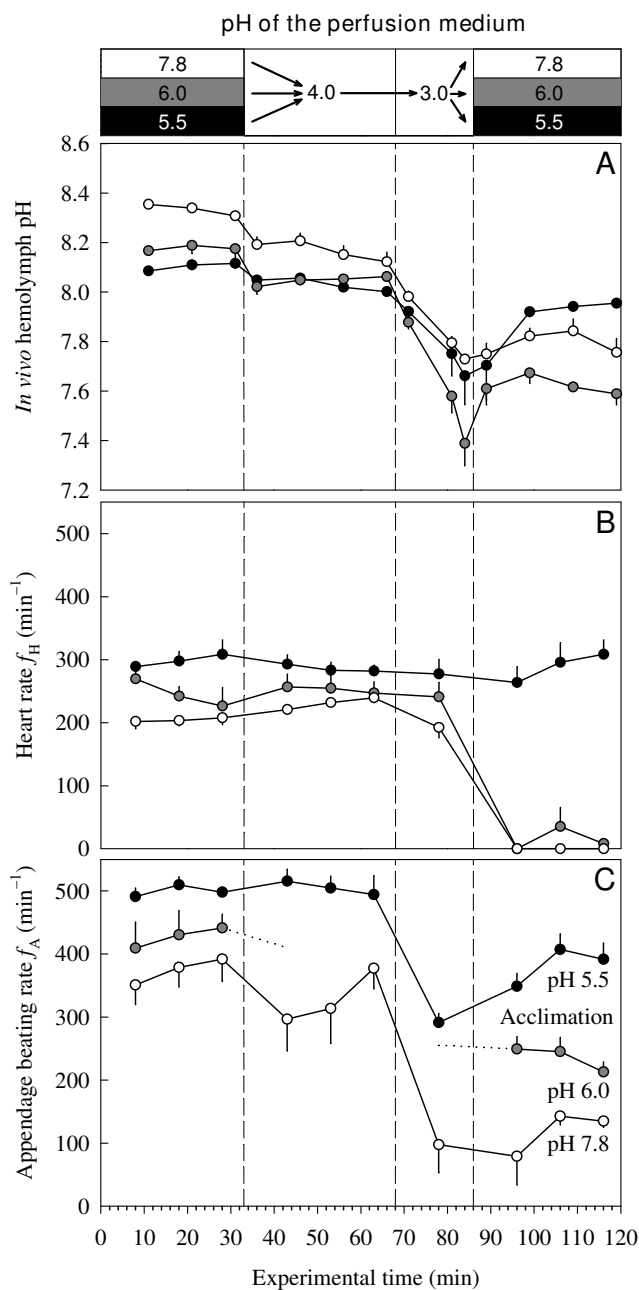 pH of the perfusion medium
7.8
7.8
6.0
4.0
3.0
6.0
5.5
5.5
8.6
A
8.4
8.2
8.0
7.8
7.6
7.4
7.2
In vivo hemolymph pH
B
500
400
300
200
100
0
Heart rate fH (min−1)
C
500
400
300
200
100
0
Appendage beating rate fA (min−1)
pH 5.5
Acclimation
pH 6.0
pH 7.8
0 10 20 30 40 50 60 70 80 90 100 110 120
Experimental time (min)